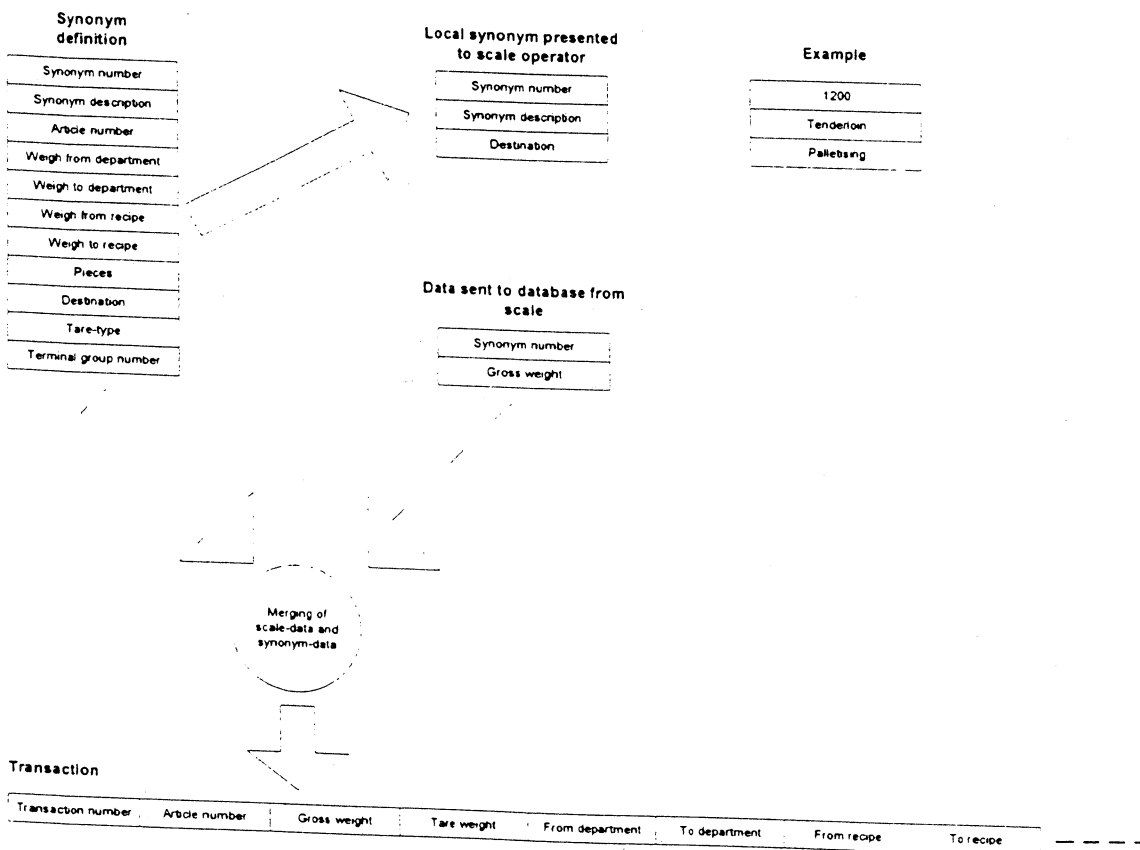 Synonym
definition
Synonym number
Synonym description
Article number
Weigh from department
Weigh to department
Weigh from recipe
Weigh to recipe
Pieces
Destination
Tare-type
Terminal group number
Local synonym presented
to scale operator
Synonym number
Synonym description
Destination
Example
1200
Tenderloin
Palletising
Data sent to database from
scale
Synonym number
Gross weight
Merging of
scale-data and
synonym-data
Transaction
Transaction number
Article number
Gross weight
Tare weight
From department
To department
From recipe
To recipe